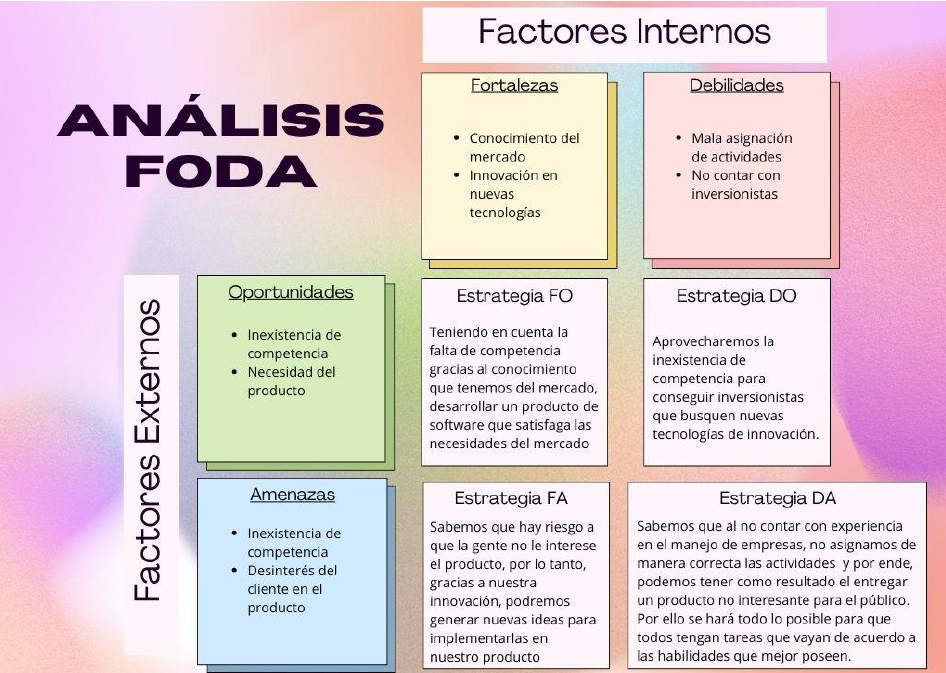 Factores Internos
ANÁLISIS
FODA
Fortalezas
• Conocimiento del
mercado
• Innovación en
nuevas
tecnologías
Debilidades
• Mala asignación
de actividades
• No contar con
inversionistas
Factores Externos
Oportunidades
• Inexistencia de
competencia
• Necesidad del
producto
Estrategia FO
Teniendo en cuenta la
falta de competencia
gracias al conocimiento
que tenemos del mercado,
desarrollar un producto de
software que satisfaga las
necesidades del mercado
Estrategia DO
Aprovecharemos la
inexistencia de
competencia para
conseguir inversionistas
que busquen nuevas
tecnologías de innovación.
Amenazas
• Inexistencia de
competencia
• Desinterés del
cliente en el
producto
Estrategia FA
Sabemos que hay riesgo a
que la gente no le interese
el producto, por lo tanto,
gracias a nuestra
innovación, podremos
generar nuevas ideas para
implementarlas en
nuestro producto
Estrategia DA
Sabemos que al no contar con experiencia
en el manejo de empresas, no asignamos de
manera correcta las actividades y por ende,
podemos tener como resultado el entregar
un producto no interesante para el público.
Por ello se hará todo lo posible para que
todos tengan tareas que vayan de acuerdo a
las habilidades que mejor poseen.